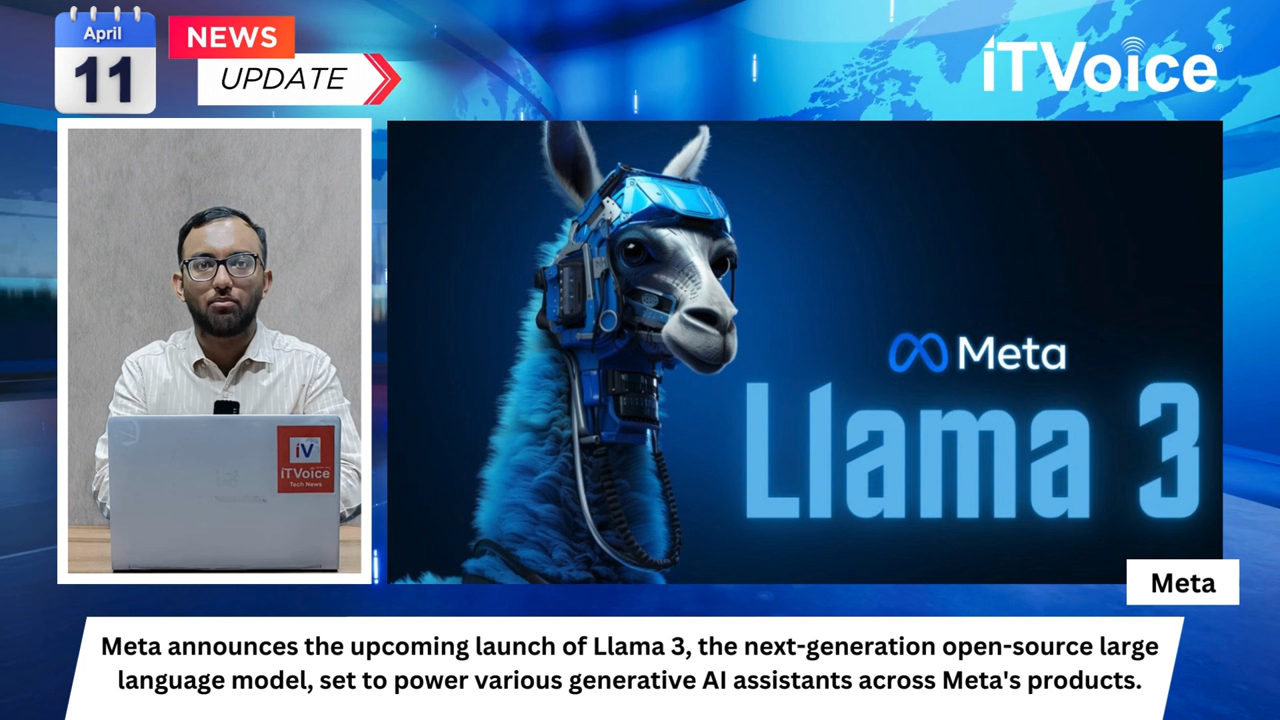 April
11
NEWS
UPDATE
iTVoice
iV
iTVoice
Tech News
Meta
Llama 3
Meta
Meta announces the upcoming launch of Llama 3, the next-generation open-source large
language model, set to power various generative AI assistants across Meta's products.